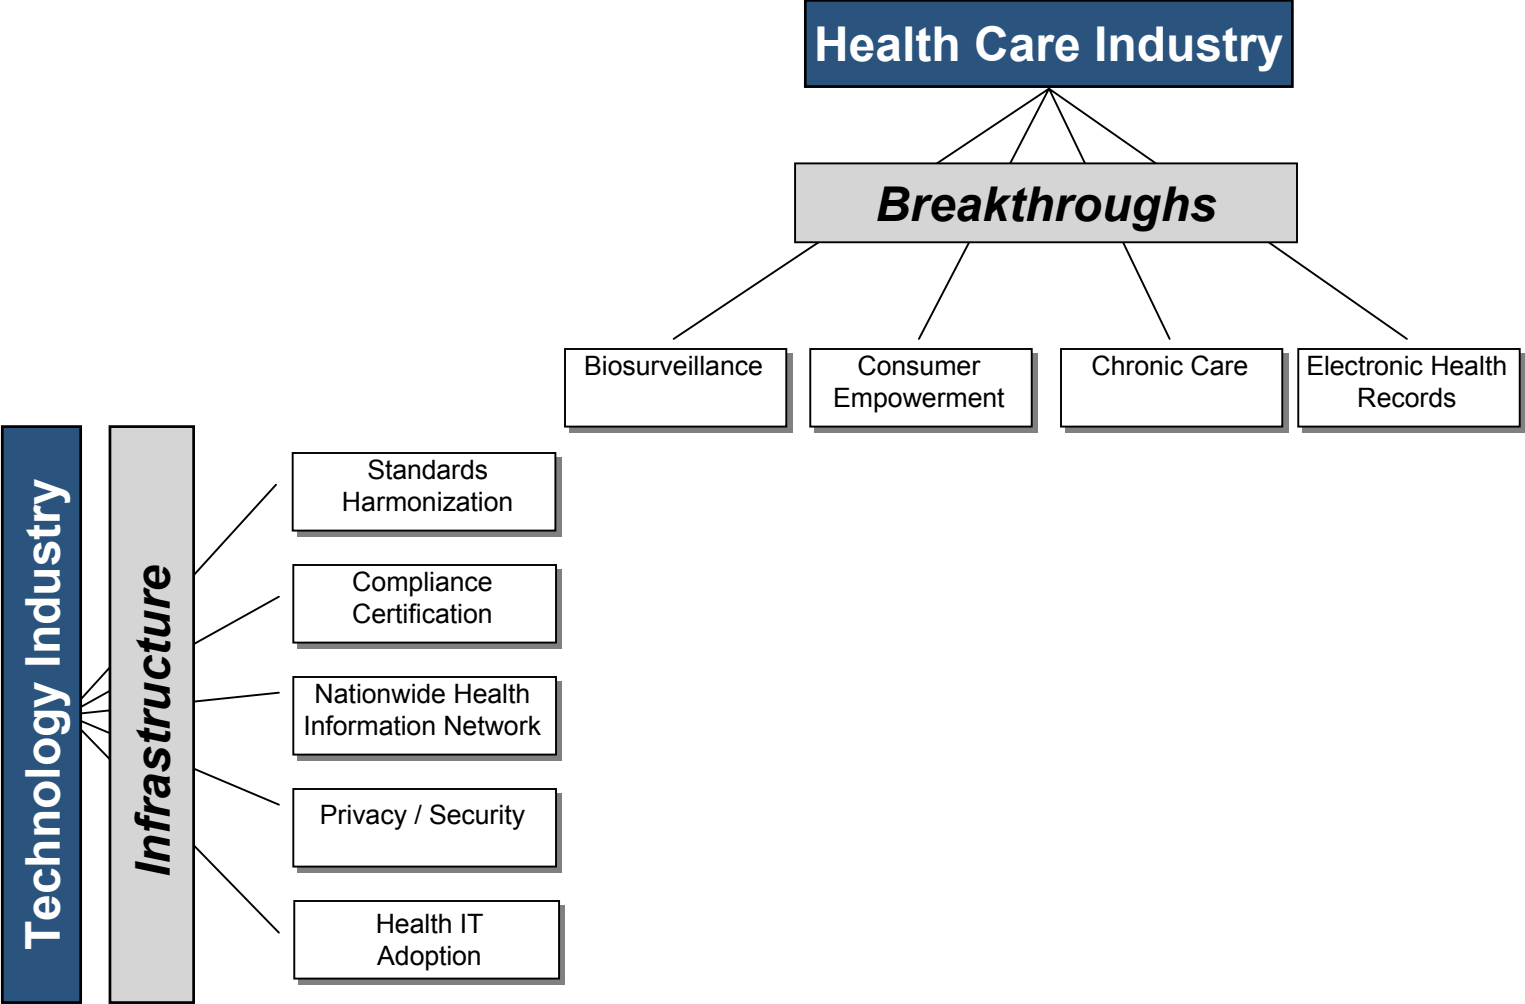 Health Care Industry
Breakthroughs
Biosurveillance
Consumer
Empowerment
Chronic Care
Electronic Health
Records
Technology Industry
Infrastructure
Standards
Harmonization
Compliance
Certification
Nationwide Health
Information Network
Privacy / Security
Health IT
Adoption